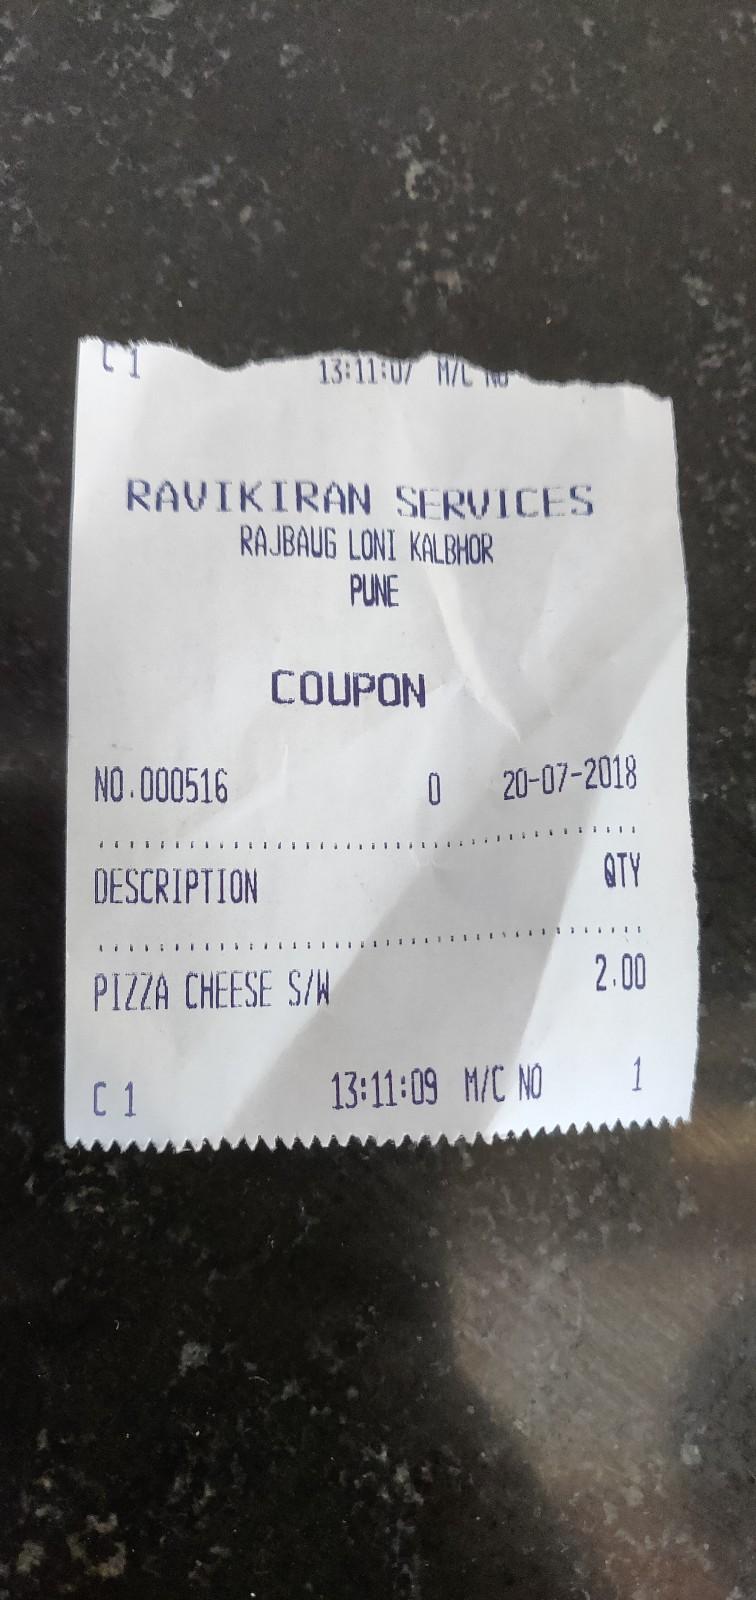 C 1 13:11:07 M/C NO
RAVIKIRAN SERVICES
RAJBAUG LONI KALBHOR
PUNE
COUPON
NO.000516 0 20-07-2018
DESCRIPTION QTY
PIZZA CHEESE S/W 2.00
C 1 13:11:09 M/C NO 1